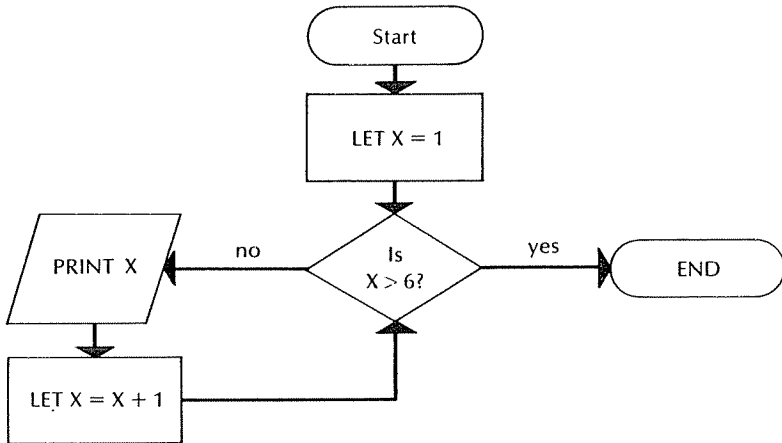 Start
LET X = 1
Is
X > 6?
no
yes
PRINT X
END
LET X = X + 1